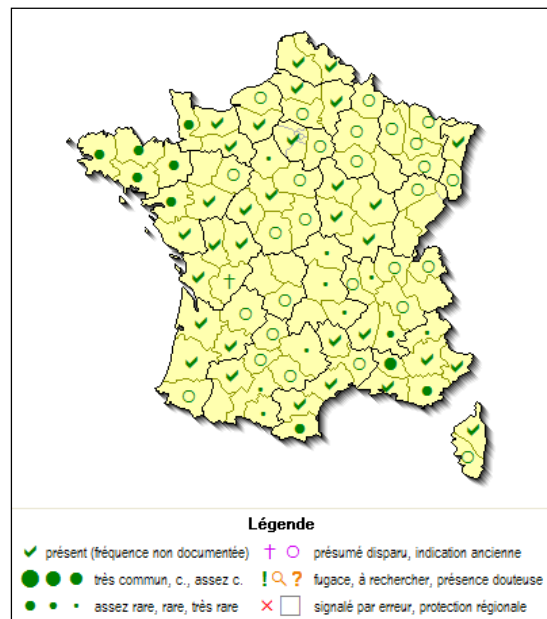 Légende
présent (fréquence non documentée) présumé disparu, indication ancienne
très commun, c., assez c. ! ? fugace, à rechercher, présence douteuse
assez rare, rare, très rare signalé par erreur, protection régionale